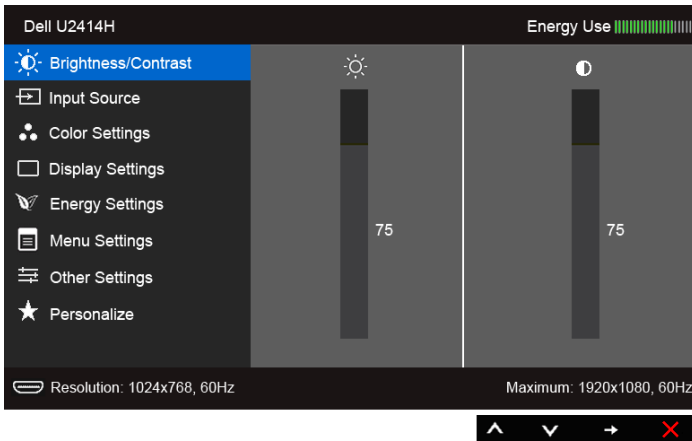 Dell U2414H
Energy Use
Brightness/Contrast
Input Source
Color Settings
Display Settings
Energy Settings
Menu Settings
Other Settings
Personalize
75
75
Resolution: 1024x768, 60Hz
Maximum: 1920x1080, 60Hz